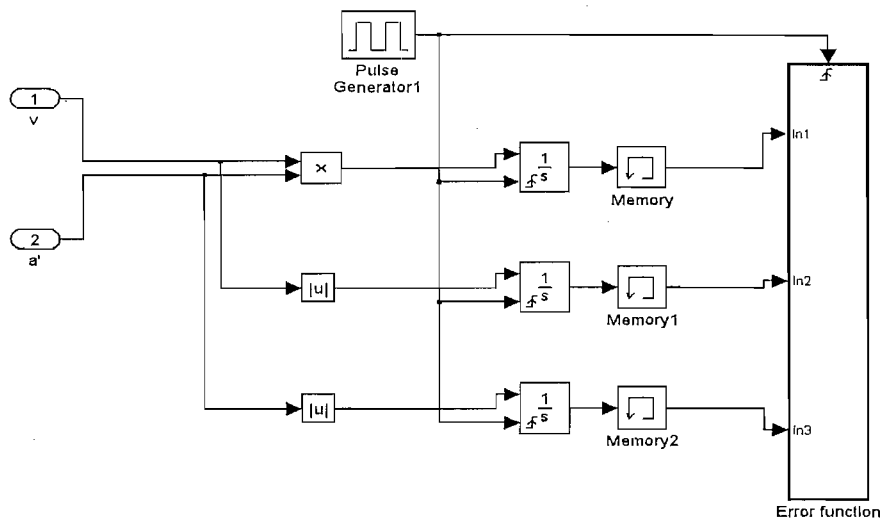 Pulse
Generator1
1
v
2
a'
×
|u|
|u|
1
s
Memory
1
s
Memory1
1
s
Memory2
In1
In2
In3
Error function